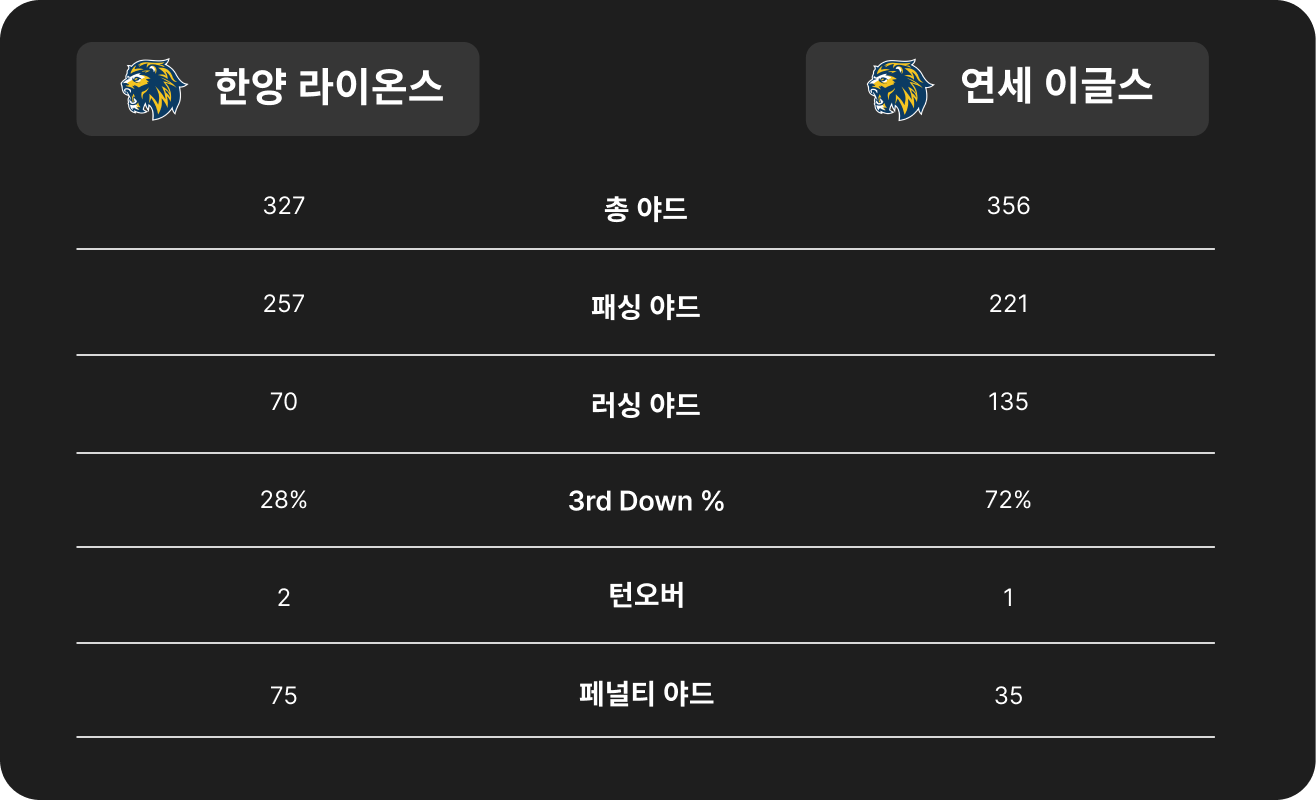 한양 라이온스
연세 이글스
327 총 야드 356
257 패싱 야드 221
70 러싱 야드 135
28% 3rd Down % 72%
2 턴오버 1
75 페널티 야드 35